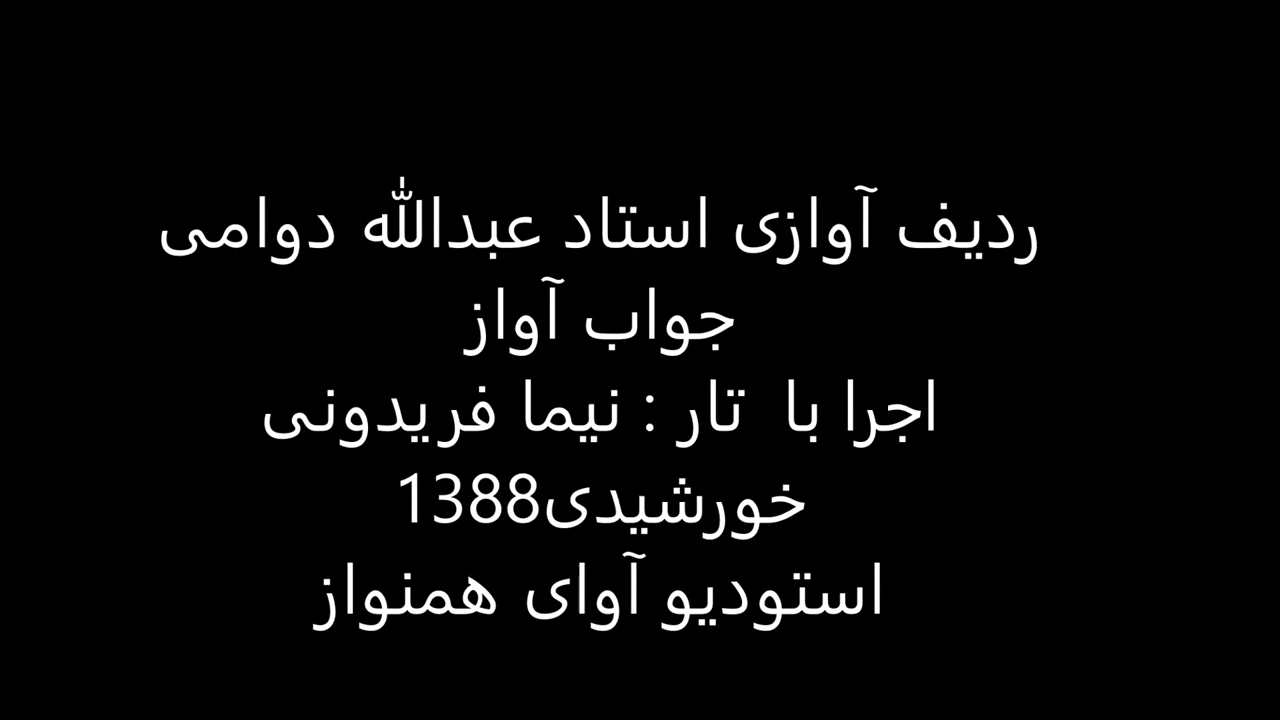 ردیف آوازی استاد عبدالله دوامی
جواب آواز
اجرا با تار : نیما فریدونی
خورشیدی1388
استودیو آوای همنواز